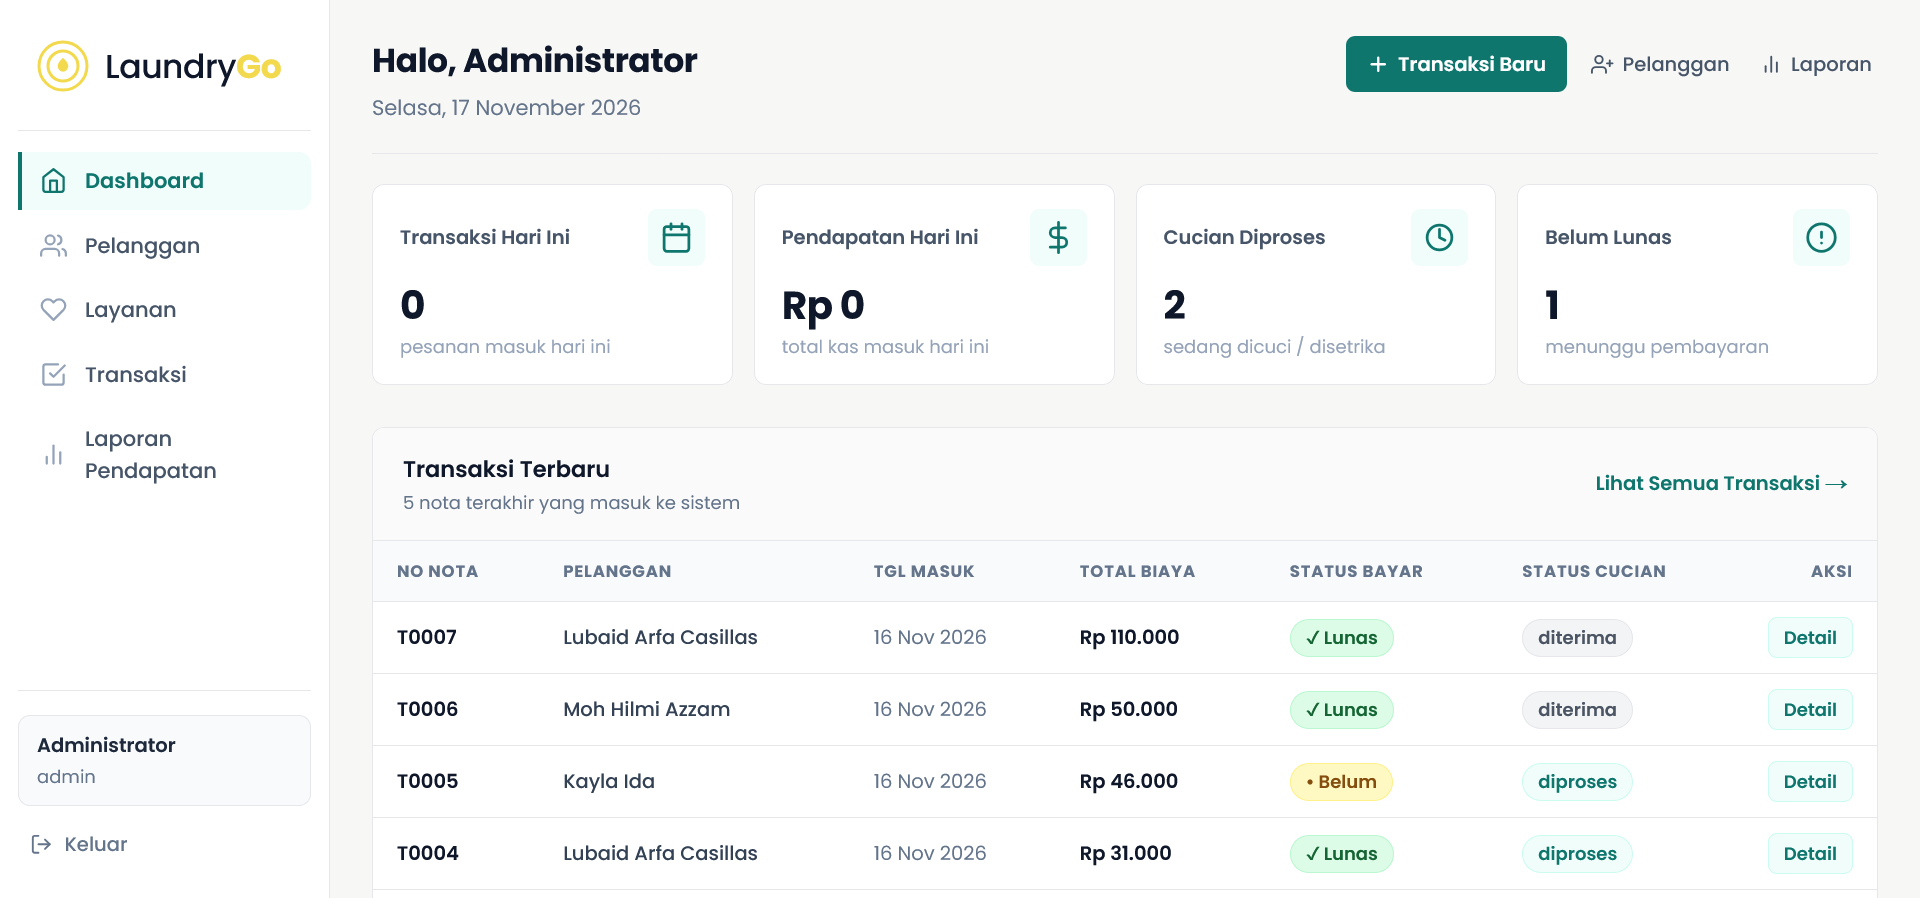 LaundryGo
Dashboard
Pelanggan
Layanan
Transaksi
Laporan
Pendapatan
Administrator
admin
Keluar
Halo, Administrator
Selasa, 17 November 2026
+ Transaksi Baru
Pelanggan
Laporan
Transaksi Hari Ini
0
pesanan masuk hari ini
Pendapatan Hari Ini
Rp 0
total kas masuk hari ini
Cucian Diproses
2
sedang dicuci / disetrika
Belum Lunas
1
menunggu pembayaran
Transaksi Terbaru
5 nota terakhir yang masuk ke sistem
Lihat Semua Transaksi →
NO NOTA PELANGGAN TGL MASUK TOTAL BIAYA STATUS BAYAR STATUS CUCIAN AKSI
T0007 Lubaid Arfa Casillas 16 Nov 2026 Rp 110.000 ✓ Lunas diterima Detail
T0006 Moh Hilmi Azzam 16 Nov 2026 Rp 50.000 ✓ Lunas diterima Detail
T0005 Kayla Ida 16 Nov 2026 Rp 46.000 • Belum diproses Detail
T0004 Lubaid Arfa Casillas 16 Nov 2026 Rp 31.000 ✓ Lunas diproses Detail